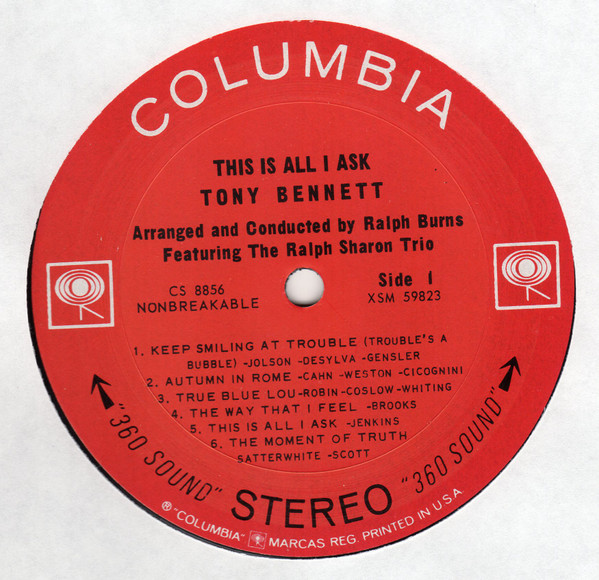 COLUMBIA
THIS IS ALL I ASK
TONY BENNETT
Arranged and Conducted by Ralph Burns
Featuring The Ralph Sharon Trio
CS 8856
NONBREAKABLE
Side 1
XSM 59823
1. KEEP SMILING AT TROUBLE (TROUBLE'S A
BUBBLE) -JOLSON -DESYLVA -GENSLER
2. AUTUMN IN ROME -CAHN -WESTON -CICOGNINI
3. TRUE BLUE LOU-ROBIN-COSLOW-WHITING
4. THE WAY THAT I FEEL -BROOKS
5. THIS IS ALL I ASK -JENKINS
6. THE MOMENT OF TRUTH
SATTERWHITE -SCOTT
"360 SOUND" STEREO "360 SOUND"
® "COLUMBIA" MARCAS REG. PRINTED IN U.S.A.